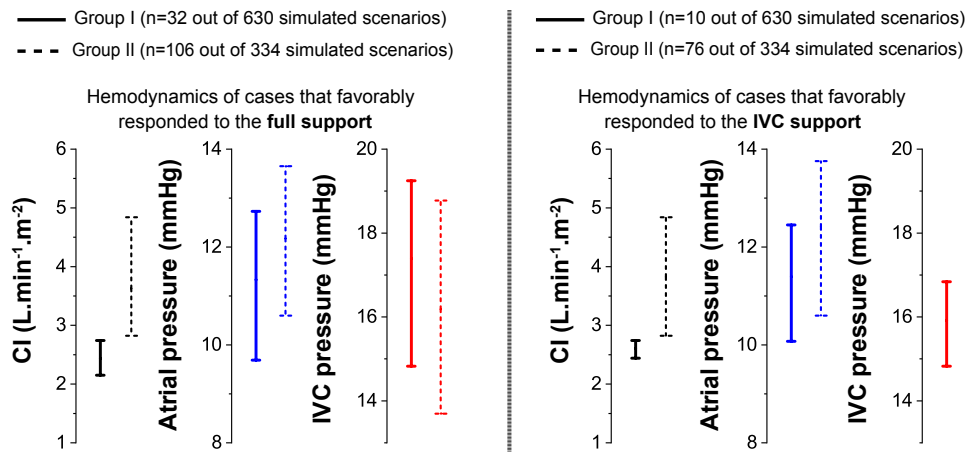 Group I (n=32 out of 630 simulated scenarios)
Group II (n=106 out of 334 simulated scenarios)
Hemodynamics of cases that favorably
responded to the full support
CI (L.min-1.m-2)
6
5
4
3
2
1
Atrial pressure (mmHg)
14
12
10
8
IVC pressure (mmHg)
20
18
16
14
Group I (n=10 out of 630 simulated scenarios)
Group II (n=76 out of 334 simulated scenarios)
Hemodynamics of cases that favorably
responded to the IVC support
CI (L.min-1.m-2)
6
5
4
3
2
1
Atrial pressure (mmHg)
14
12
10
8
IVC pressure (mmHg)
20
18
16
14